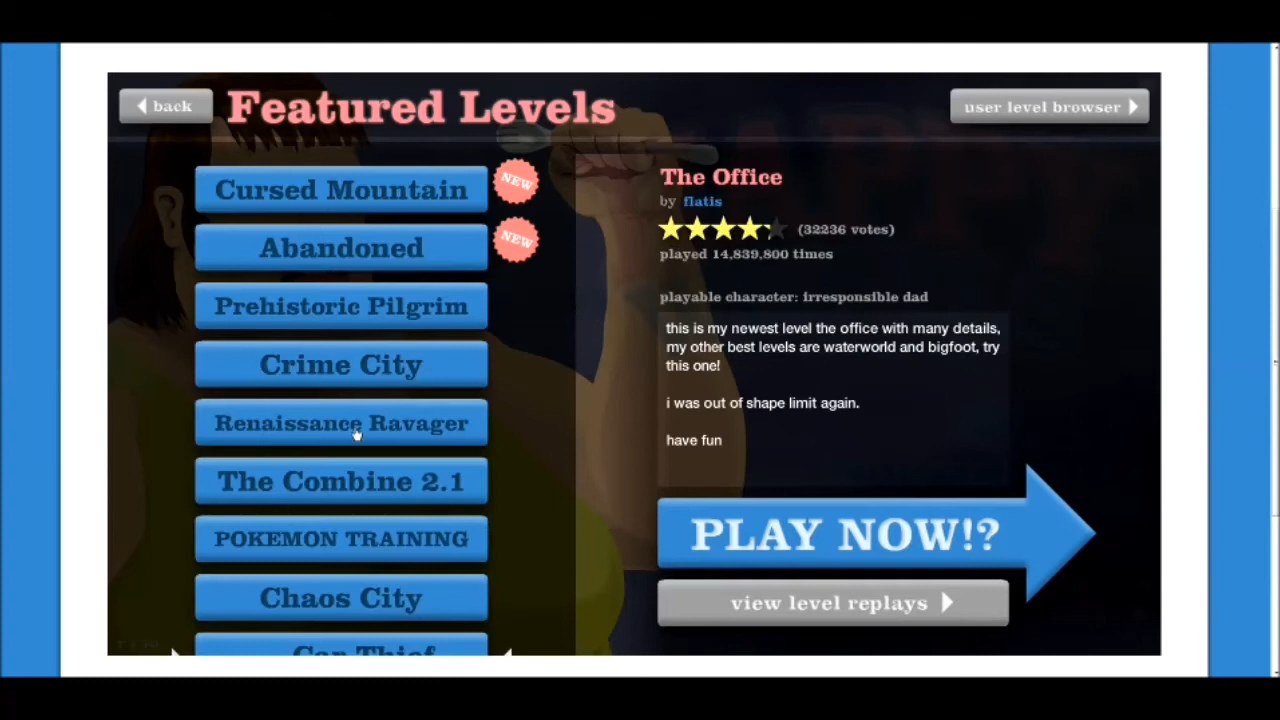 back
Featured Levels
user level browser
Cursed Mountain
NEW
Abandoned
NEW
Prehistoric Pilgrim
Crime City
Renaissance Ravager
The Combine 2.1
POKEMON TRAINING
Chaos City
Car Thief
The Office
by flatis
(32236 votes)
played 14,839,800 times
playable character: irresponsible dad
this is my newest level the office with many details,
my other best levels are waterworld and bigfoot, try
this one!
i was out of shape limit again.
have fun
PLAY NOW!?
view level replays